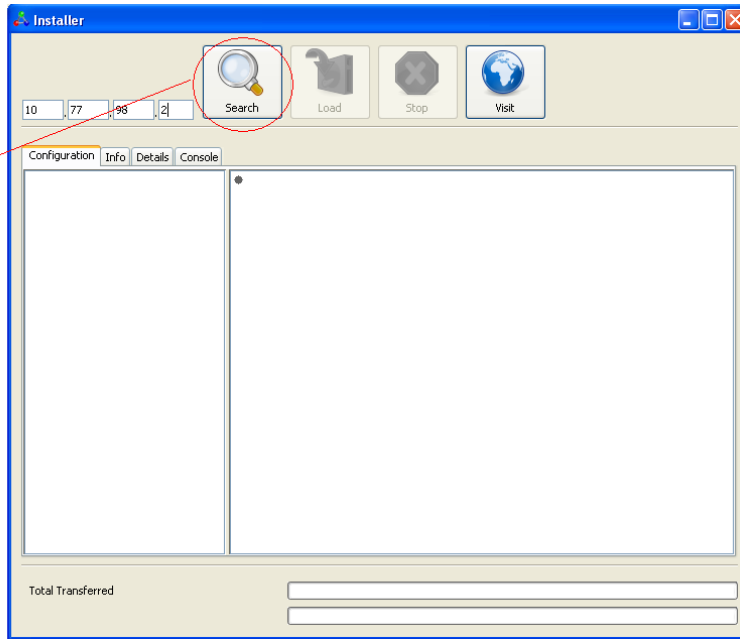 Installer
10 .77 .98 .2
Search Load Stop Visit
Configuration Info Details Console
Total Transferred